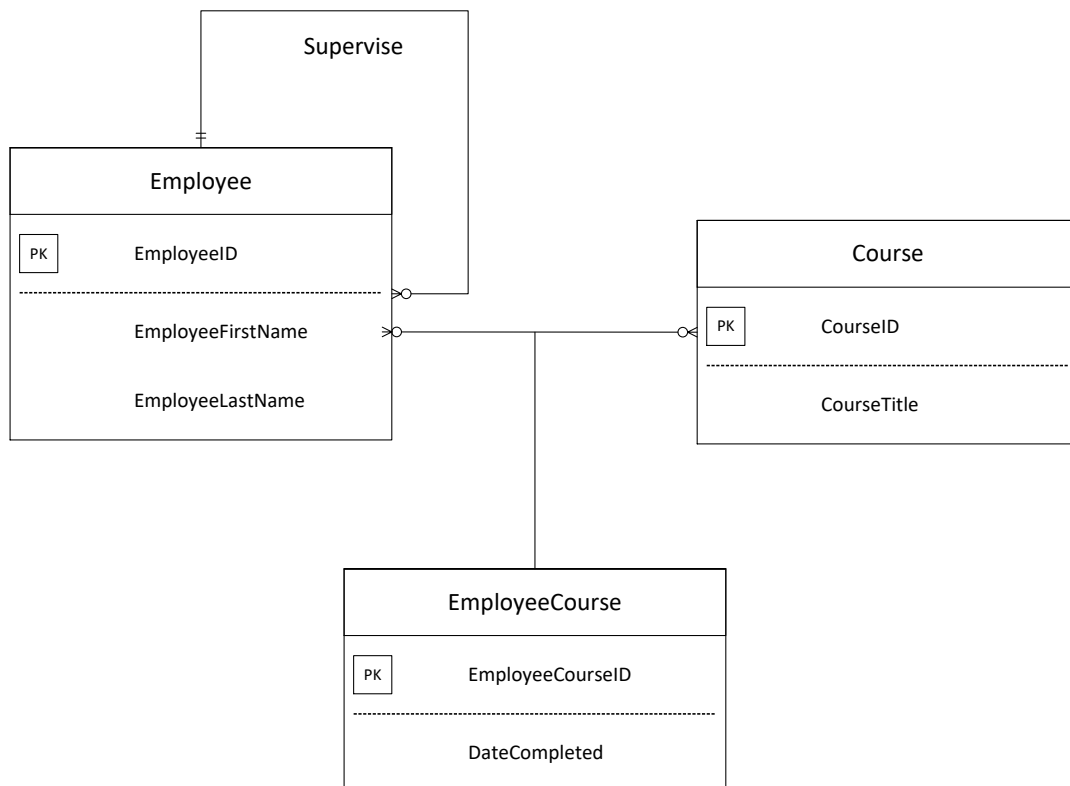 Supervise
Employee
PK
EmployeeID
EmployeeFirstName
EmployeeLastName
Course
PK
CourseID
CourseTitle
EmployeeCourse
PK
EmployeeCourseID
DateCompleted